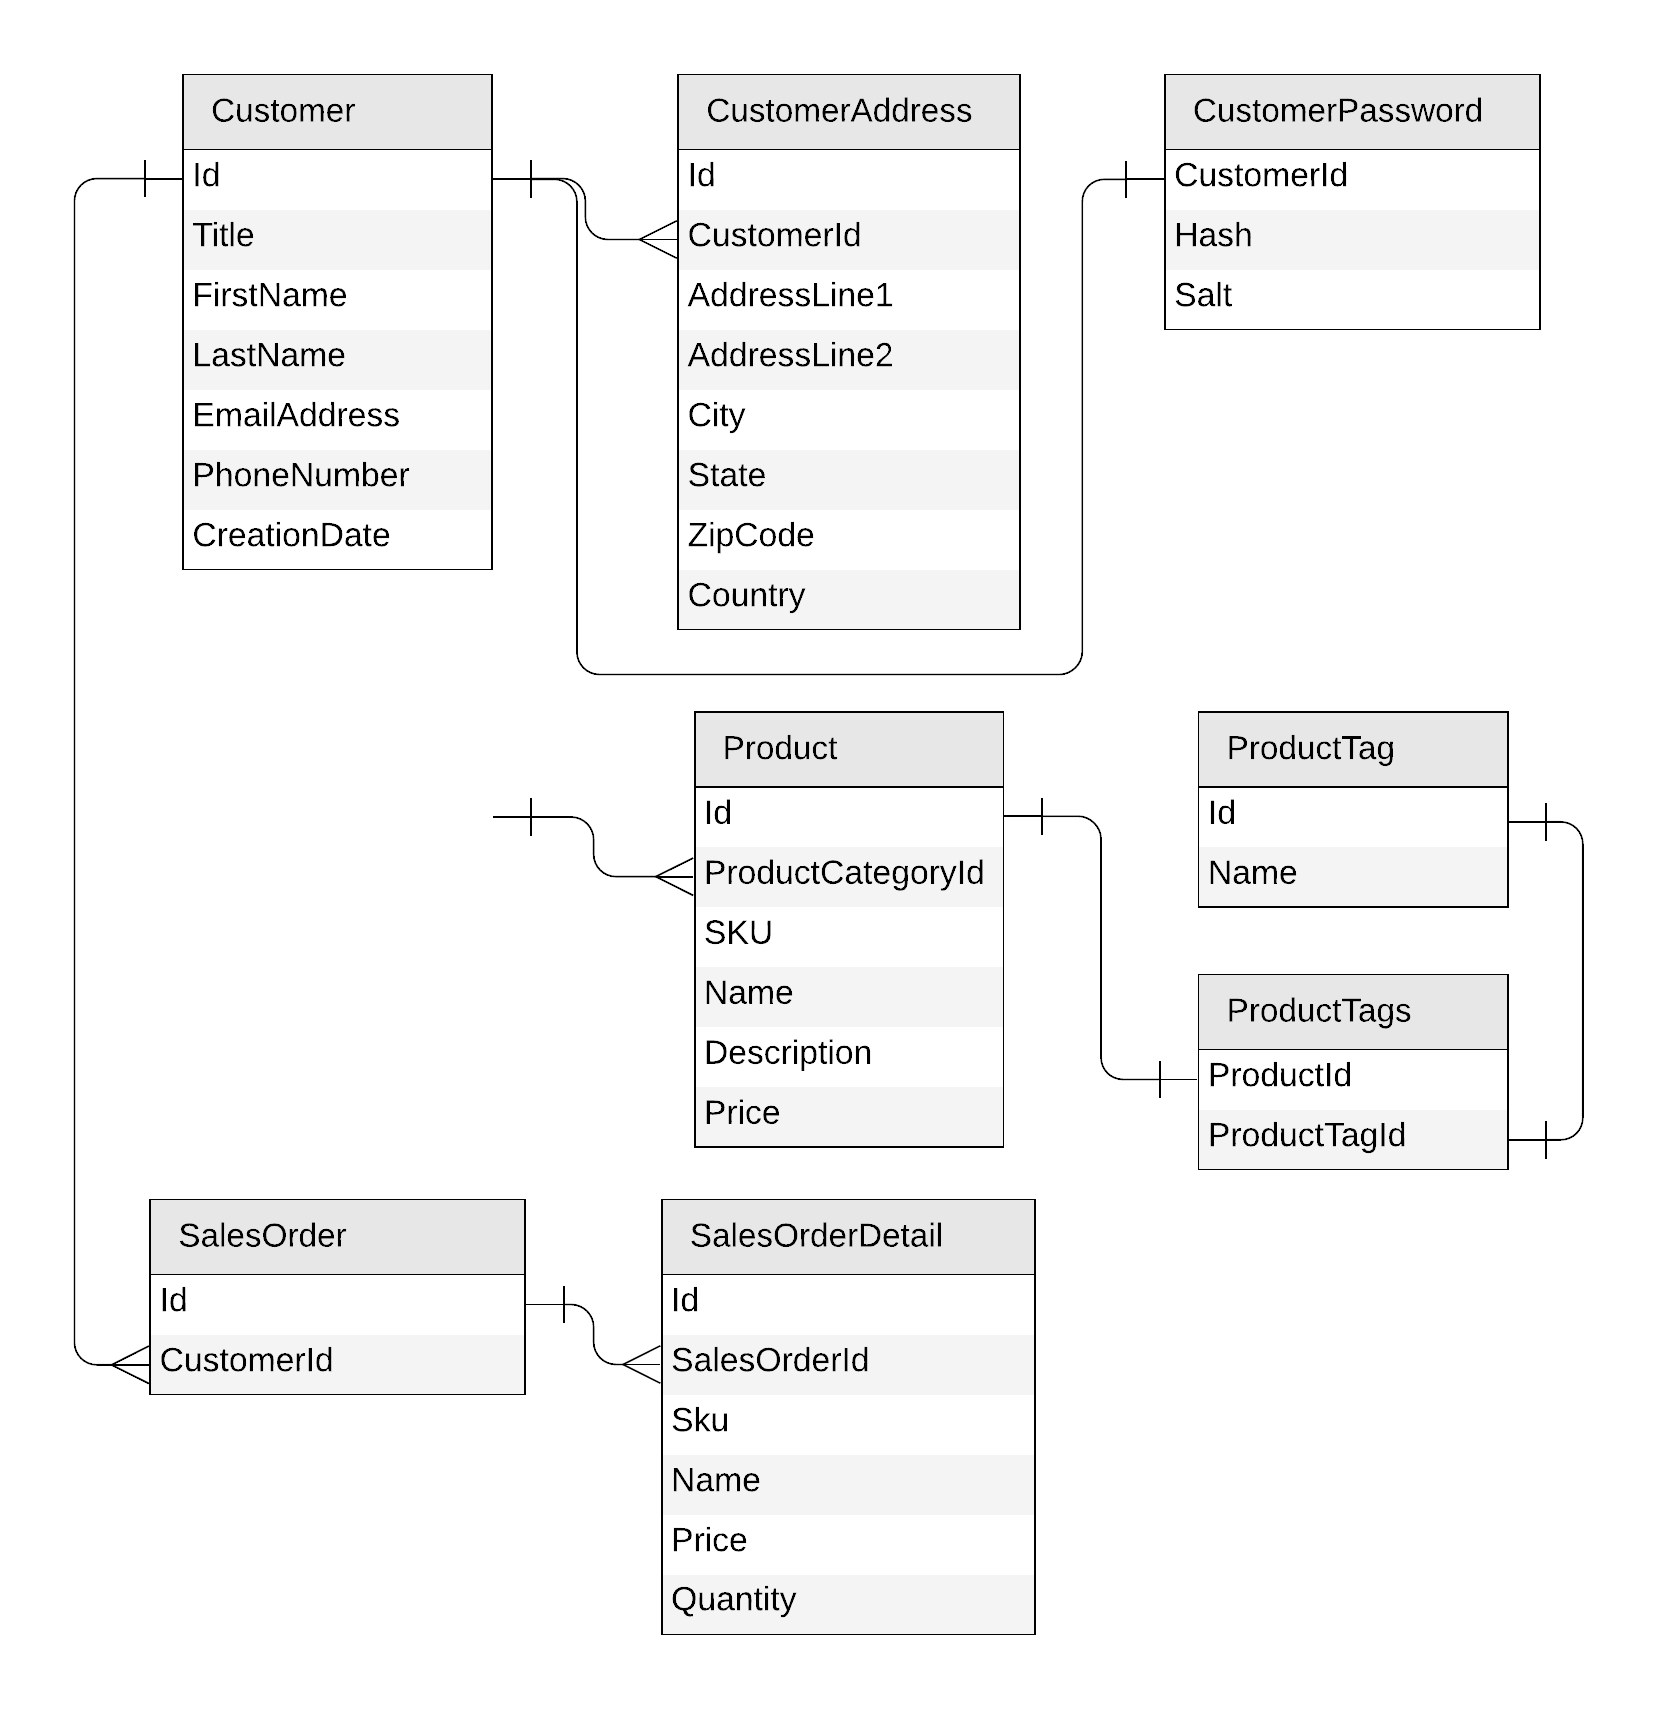 Customer
Id
Title
FirstName
LastName
EmailAddress
PhoneNumber
CreationDate
CustomerAddress
Id
CustomerId
AddressLine1
AddressLine2
City
State
ZipCode
Country
CustomerPassword
CustomerId
Hash
Salt
Product
Id
ProductCategoryId
SKU
Name
Description
Price
ProductTag
Id
Name
ProductTags
ProductId
ProductTagId
SalesOrder
Id
CustomerId
SalesOrderDetail
Id
SalesOrderId
Sku
Name
Price
Quantity